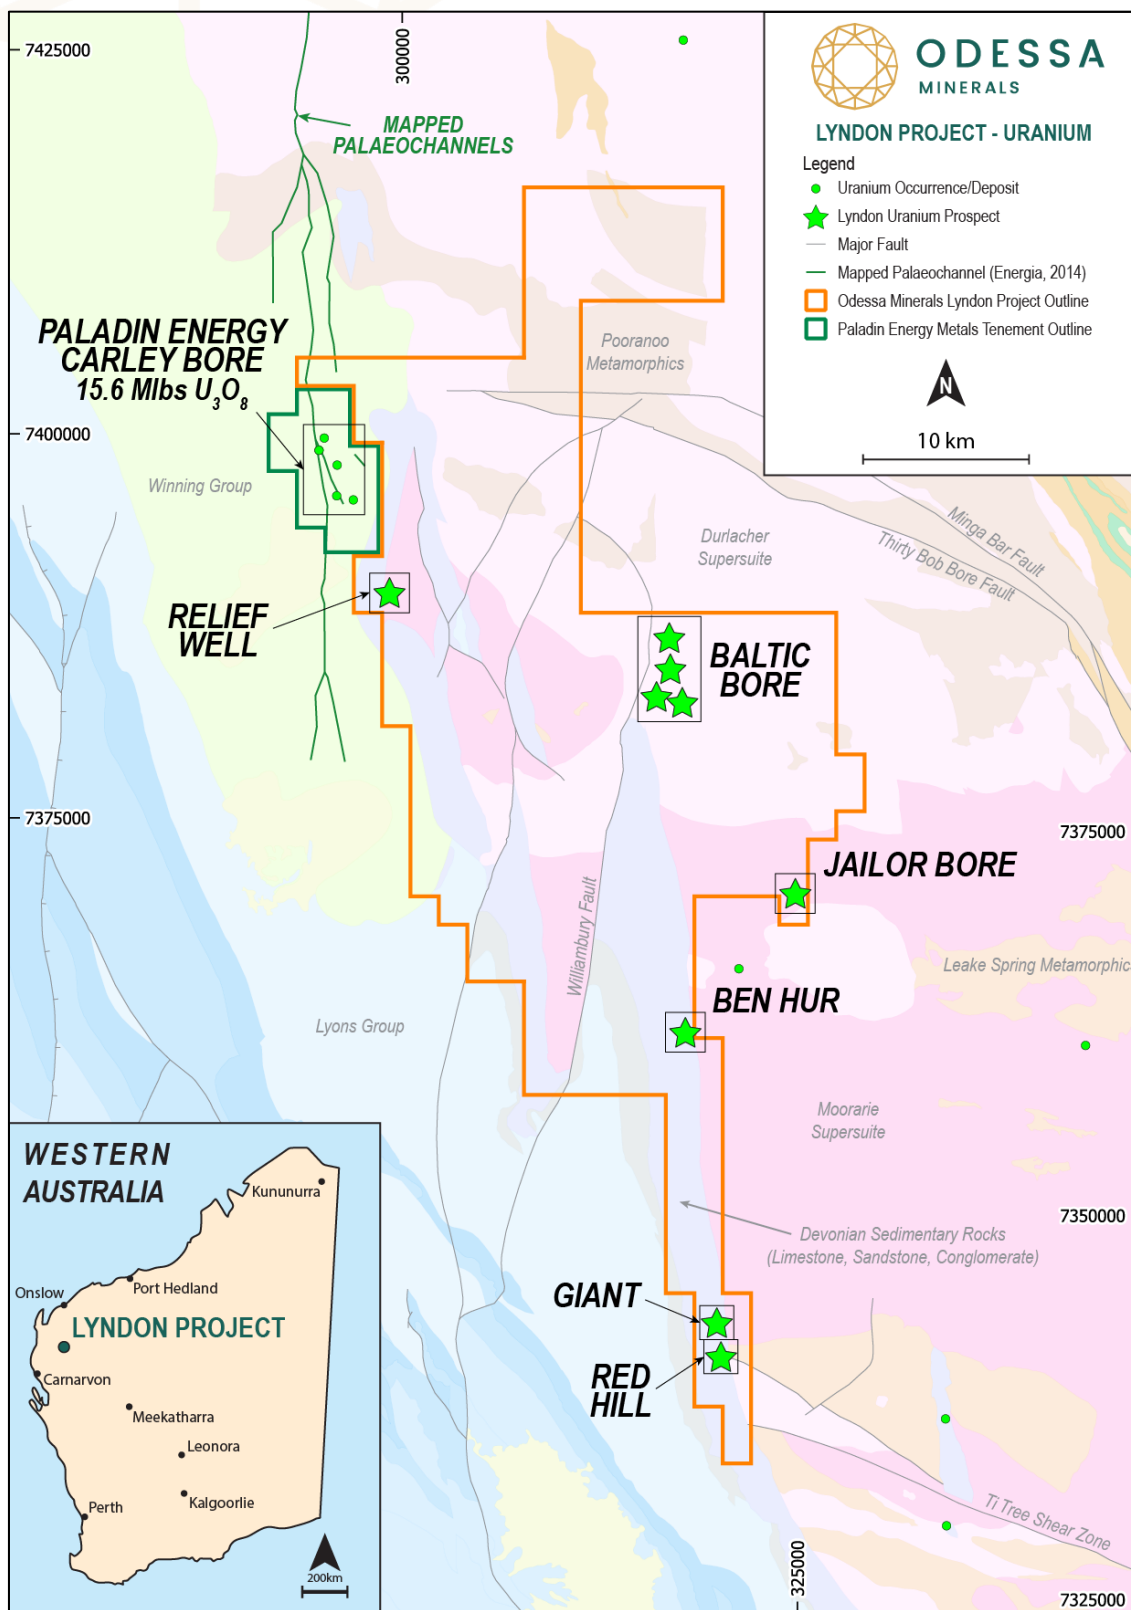 7425000
300000
ODESSA
MINERALS
LYNDON PROJECT - URANIUM
Legend
Uranium Occurrence/Deposit
Lyndon Uranium Prospect
Major Fault
Mapped Palaeochannel (Energia, 2014)
Odessa Minerals Lyndon Project Outline
Paladin Energy Metals Tenement Outline
N
10 km
MAPPED
PALAEOCHANNELS
PALADIN ENERGY
CARLEY BORE
15.6 Mlbs U₃O₈
Pooranoo
Metamorphics
7400000
Winning Group
Durlacher
Supersuite
Minga Bar Fault
Thirty Bob Bore Fault
RELIEF
WELL
BALTIC
BORE
7375000
7375000
JAILOR BORE
Williambury Fault
Leake Spring Metamorphics
BEN HUR
Lyons Group
Moorarie
Supersuite
7350000
Devonian Sedimentary Rocks
(Limestone, Sandstone, Conglomerate)
GIANT
RED
HILL
Ti Tree Shear Zone
325000
7325000
WESTERN
AUSTRALIA
Kununurra
Port Hedland
Onslow
LYNDON PROJECT
Carnarvon
Meekatharra
Leonora
Kalgoorlie
Perth
200km